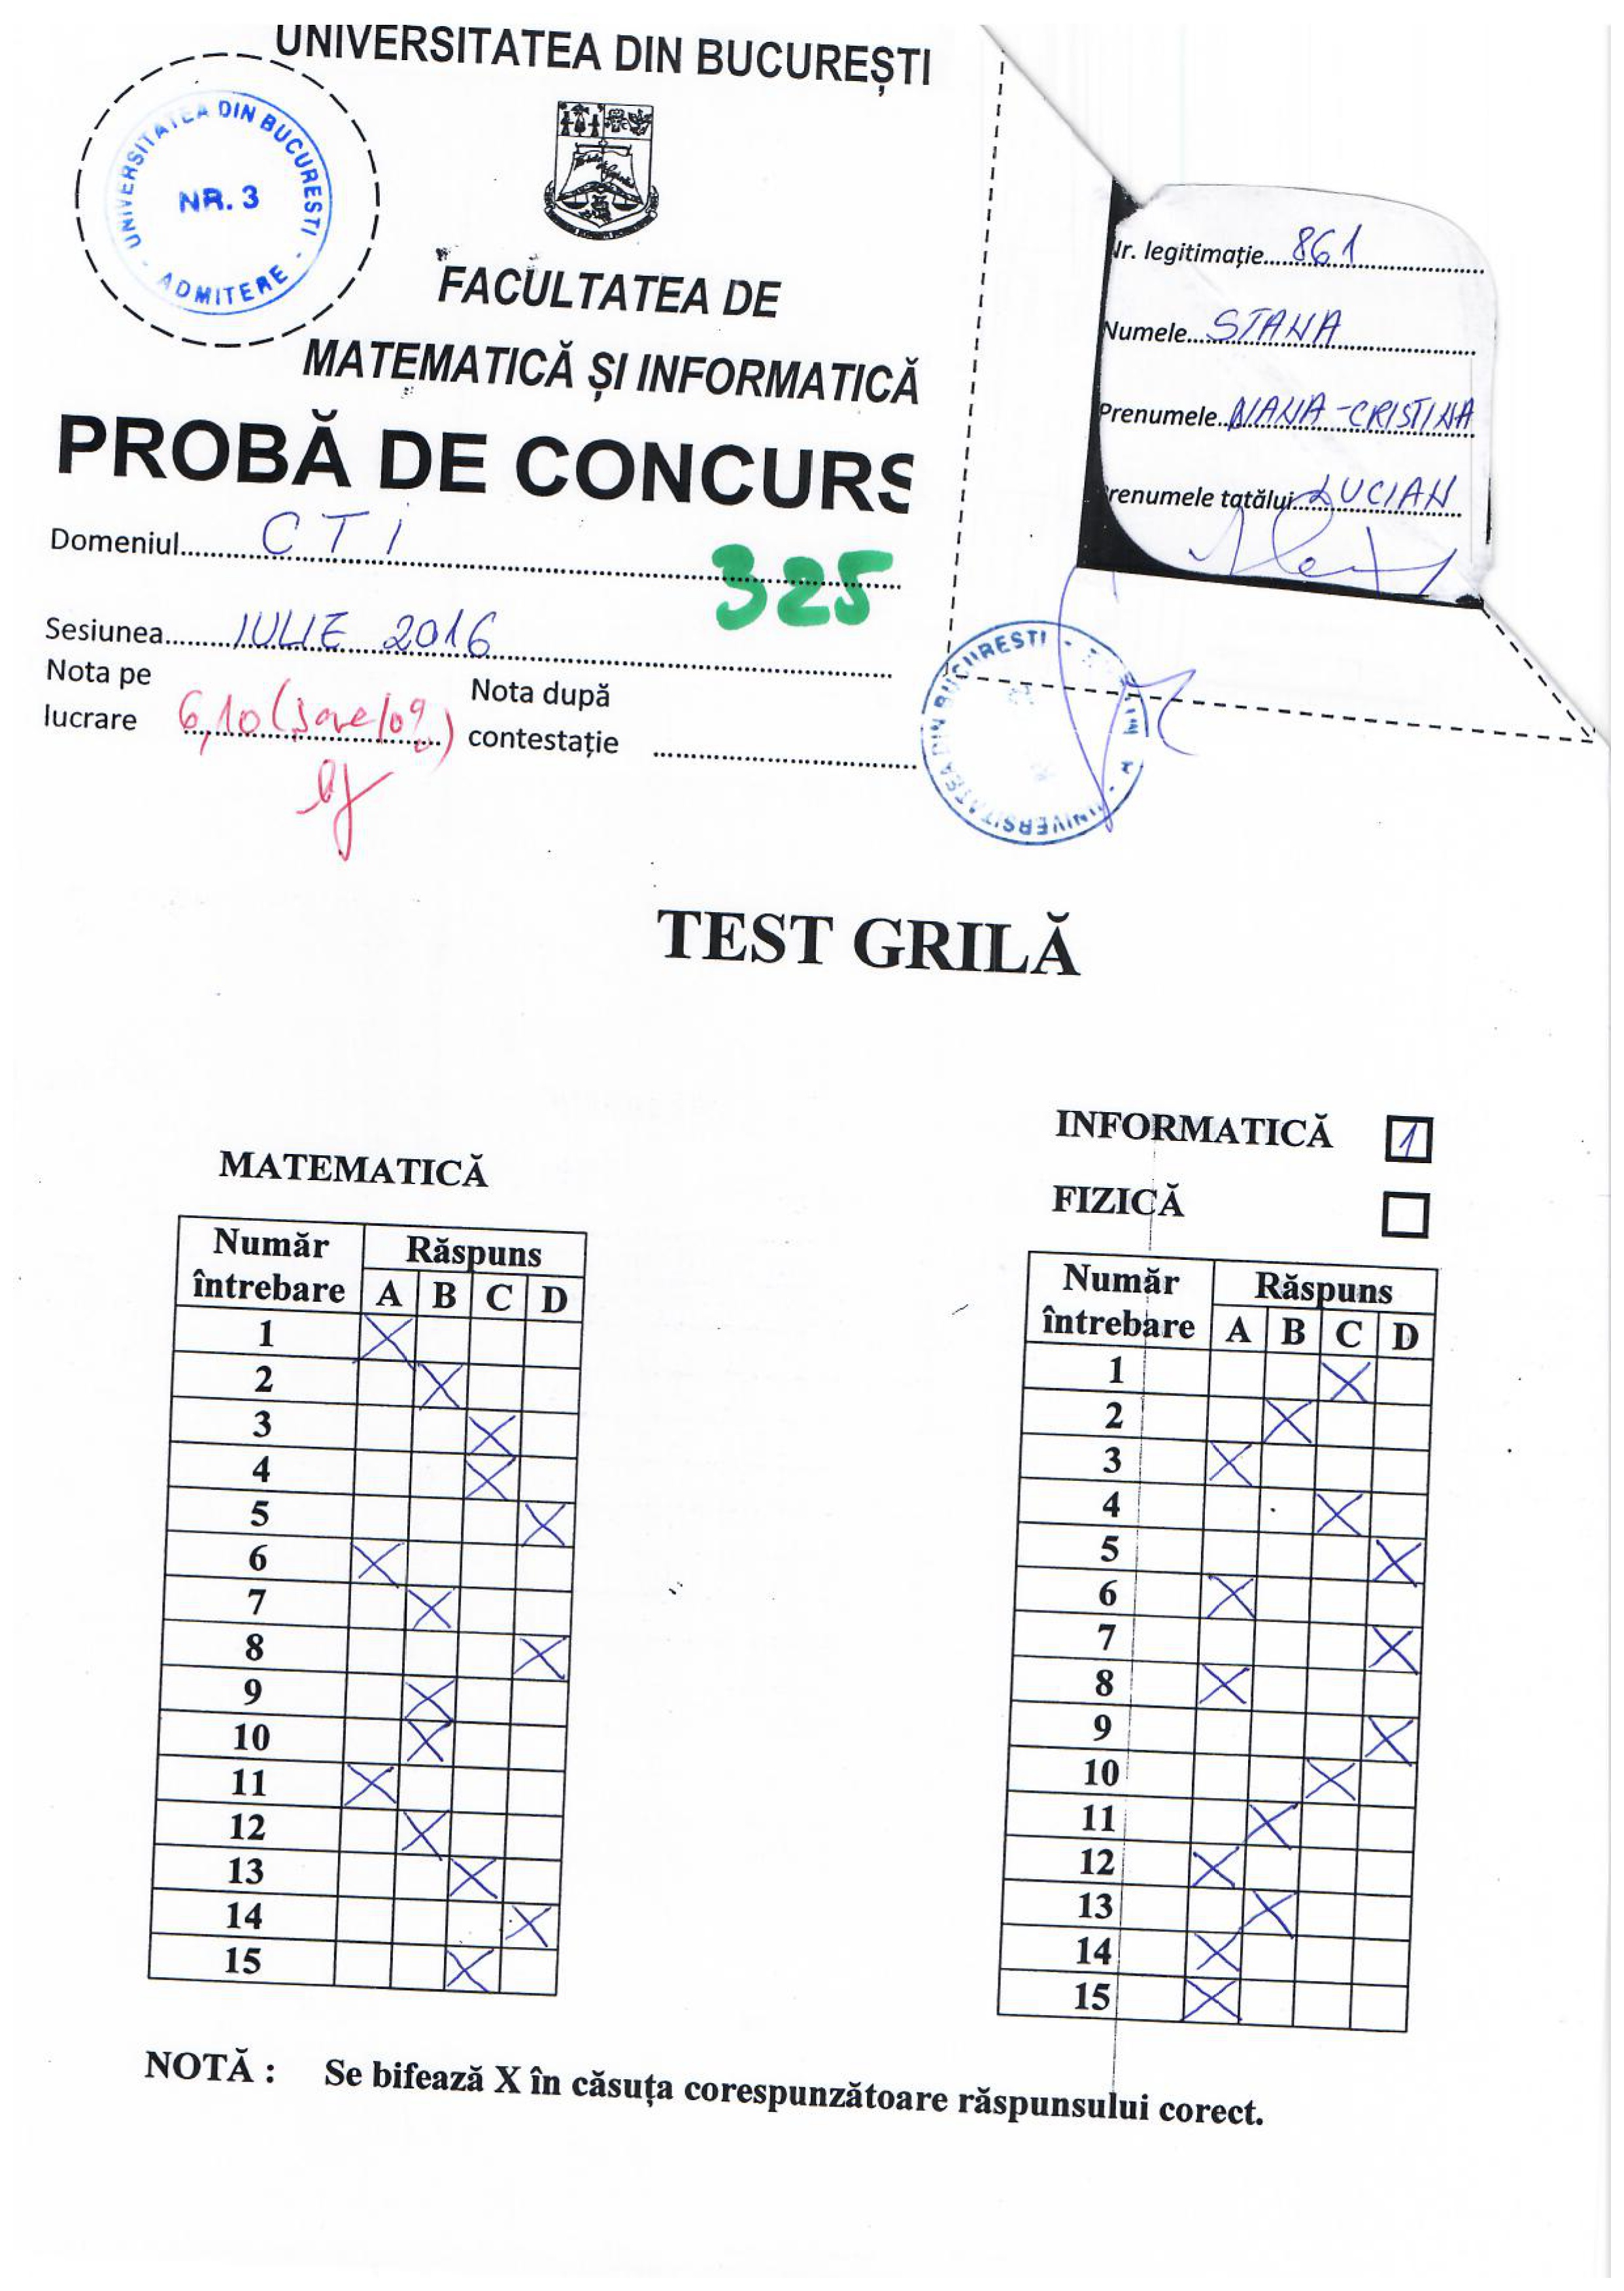 UNIVERSITATEA DIN BUCUREȘTI
UNIVERSITATEA DIN BUCURESTI - ADMITERE -
NR. 3
FACULTATEA DE
MATEMATICĂ ȘI INFORMATICĂ
PROBĂ DE CONCURS
Domeniul CTI
325
Sesiunea IULIE 2016
Nota pe lucrare 6,10 (șase/10%)
Nota după contestație
Nr. legitimație 861
Numele STANA
Prenumele NANA-CRISTINA
Prenumele tatălui LUCIAN
UNIVERSITATEA DIN BUCURESTI
TEST GRILĂ
MATEMATICĂ
Număr întrebare Răspuns
A B C D
1 X
2 X
3 X
4 X
5 X
6 X
7 X
8 X
9 X
10 X
11 X
12 X
13 X
14 X
15 X
INFORMATICĂ 1
FIZICĂ
Număr întrebare Răspuns
A B C D
1 X
2 X
3 X
4 X
5 X
6 X
7 X
8 X
9 X
10 X
11 X
12 X
13 X
14 X
15 X
NOTĂ : Se bifează X în căsuța corespunzătoare răspunsului corect.